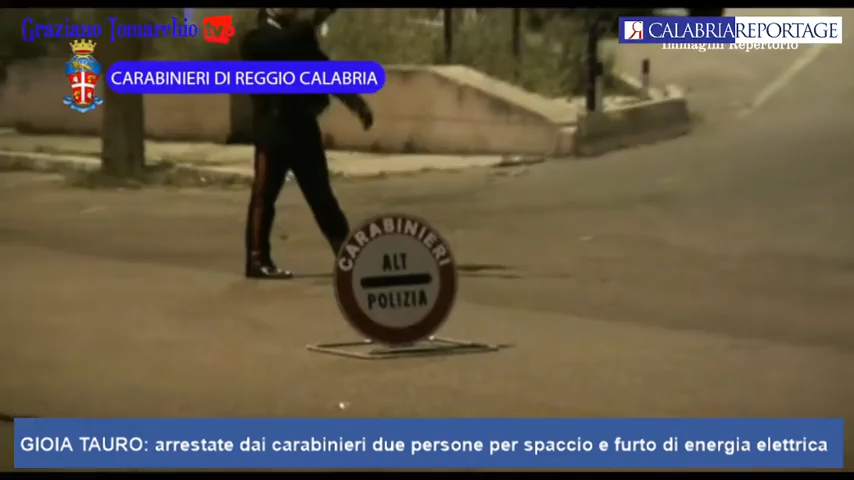 Graziano Tomarchio tv
CALABRIAREPORTAGE
Immagini Repertorio
CARABINIERI DI REGGIO CALABRIA
CARABINIERI
ALT
POLIZIA
GIOIA TAURO: arrestate dai carabinieri due persone per spaccio e furto di energia elettrica